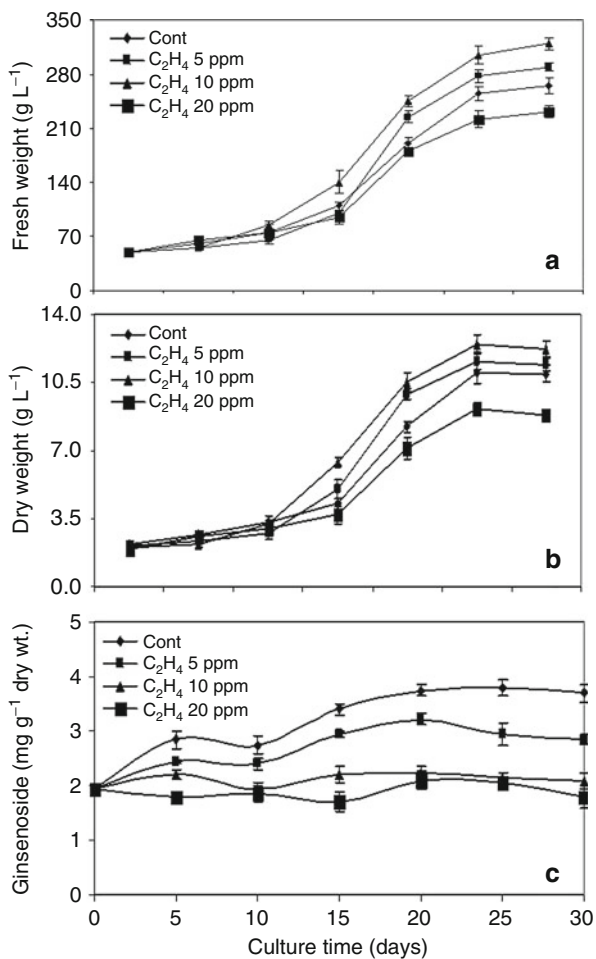 350
280
210
140
70
0
Fresh weight (g L⁻¹)
Cont
C₂H₄ 5 ppm
C₂H₄ 10 ppm
C₂H₄ 20 ppm
a
14.0
10.5
7.0
3.5
0.0
Dry weight (g L⁻¹)
Cont
C₂H₄ 5 ppm
C₂H₄ 10 ppm
C₂H₄ 20 ppm
b
5
4
3
2
1
0
Ginsenoside (mg g⁻¹ dry wt.)
Cont
C₂H₄ 5 ppm
C₂H₄ 10 ppm
C₂H₄ 20 ppm
c
0 5 10 15 20 25 30
Culture time (days)